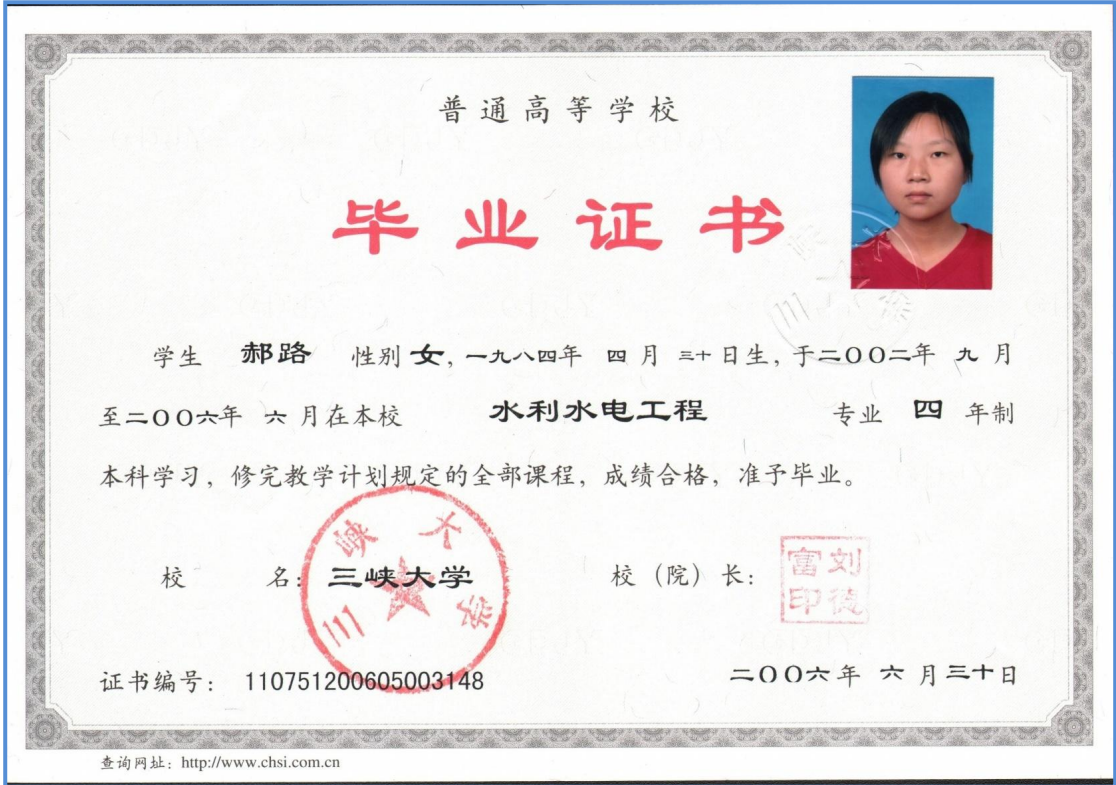 普通高等学校
毕业证书
学生 郝路 性别女，一九八四年 四月 三十日生，于二〇〇二年 九月
至二〇〇六年 六月在本校 水利水电工程 专业 四 年制
本科学习，修完教学计划规定的全部课程，成绩合格，准予毕业。
校 名：三峡大学 校（院）长：
三峡大学
刘德富印
证书编号： 110751200605003148 二〇〇六年 六月三十日
查询网址：http://www.chsi.com.cn